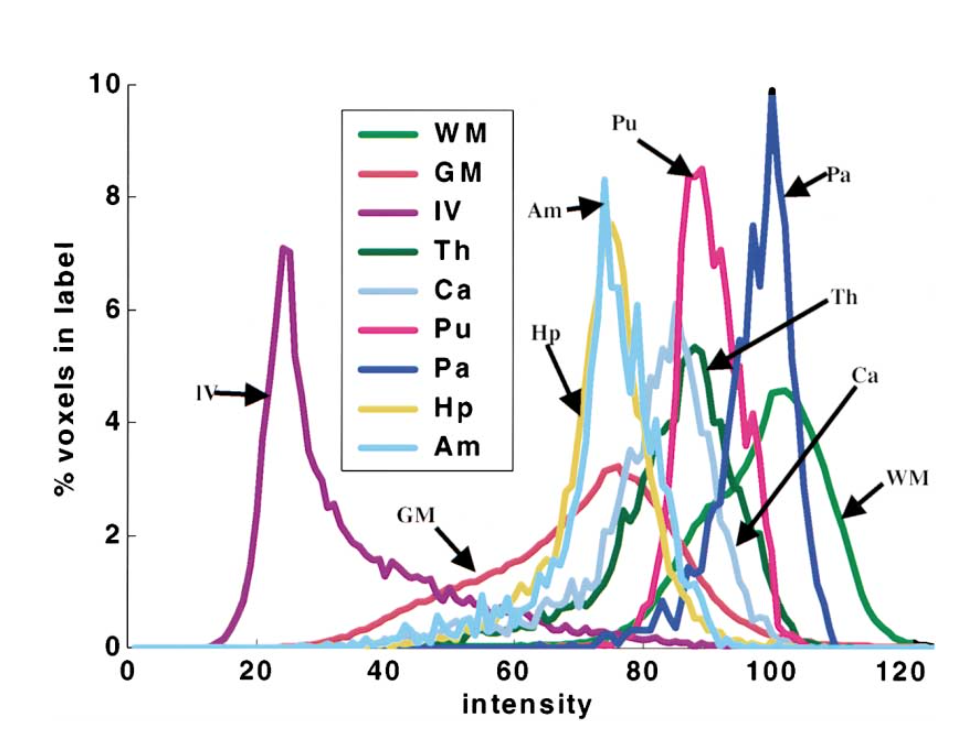 10
8
6
4
2
0
% voxels in label
WM
GM
IV
Th
Ca
Pu
Pa
Hp
Am
IV
GM
Hp
Am
Pu
Pa
Th
Ca
WM
0 20 40 60 80 100 120
intensity